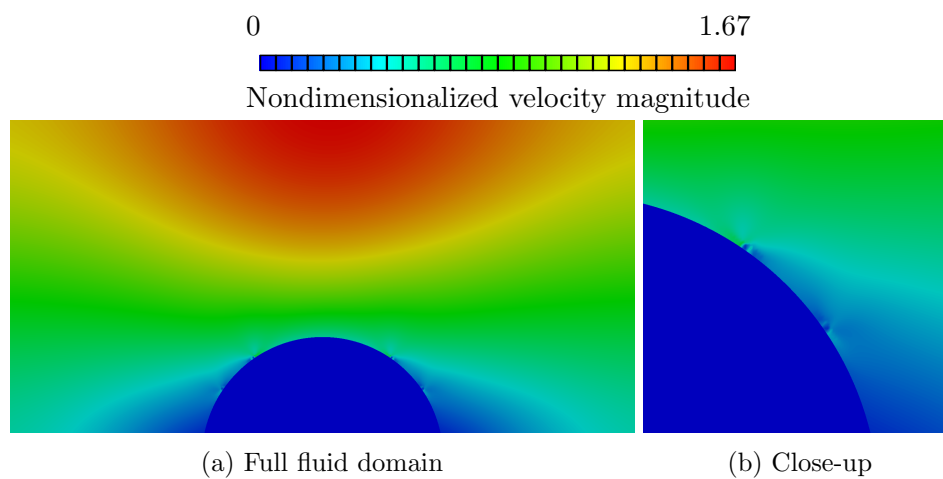 0 1.67
Nondimensionalized velocity magnitude
(a) Full fluid domain
(b) Close-up